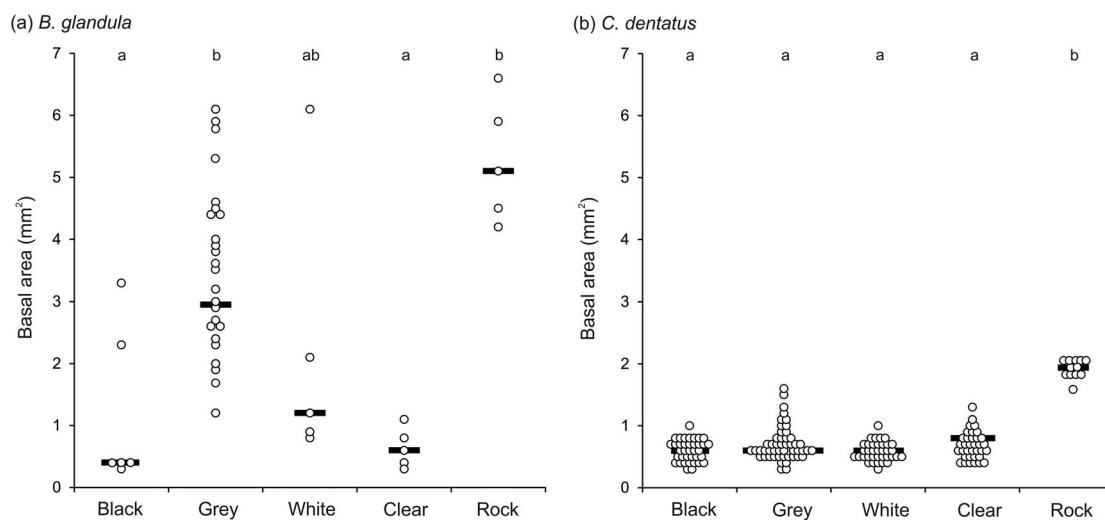 (a) B. glandula
a b ab a b
7
6
5
4
3
2
1
0
Basal area (mm²)
Black Grey White Clear Rock
(b) C. dentatus
a a a a b
7
6
5
4
3
2
1
0
Basal area (mm²)
Black Grey White Clear Rock